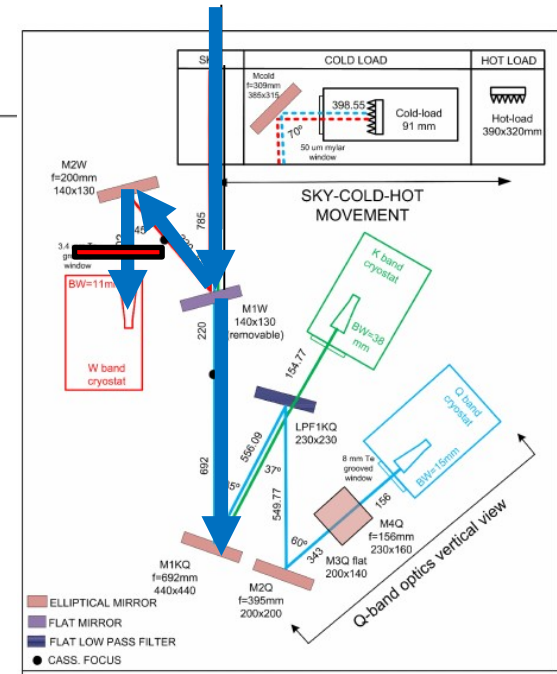 SK
COLD LOAD
HOT LOAD
Mcold
f=309mm
385x315
398.55
Cold-load
91 mm
70º
50 um mylar
window
Hot-load
390x320mm
SKY-COLD-HOT
MOVEMENT
M2W
f=200mm
140x130
45
785
3.4
Te
window
BW=11m
W band
cryostat
M1W
140x130
(removable)
220
692
K band
cryostat
BW=38
mm
154.77
LPF1KQ
230x230
556.09
37º
5º
549.77
8 mm Te
grooved
window
Q band
cryostat
BW=15mm
156
M4Q
f=156mm
230x160
60º
343
M3Q flat
200x140
M1KQ
f=692mm
440x440
M2Q
f=395mm
200x200
Q-band optics vertical view
ELLIPTICAL MIRROR
FLAT MIRROR
FLAT LOW PASS FILTER
CASS. FOCUS